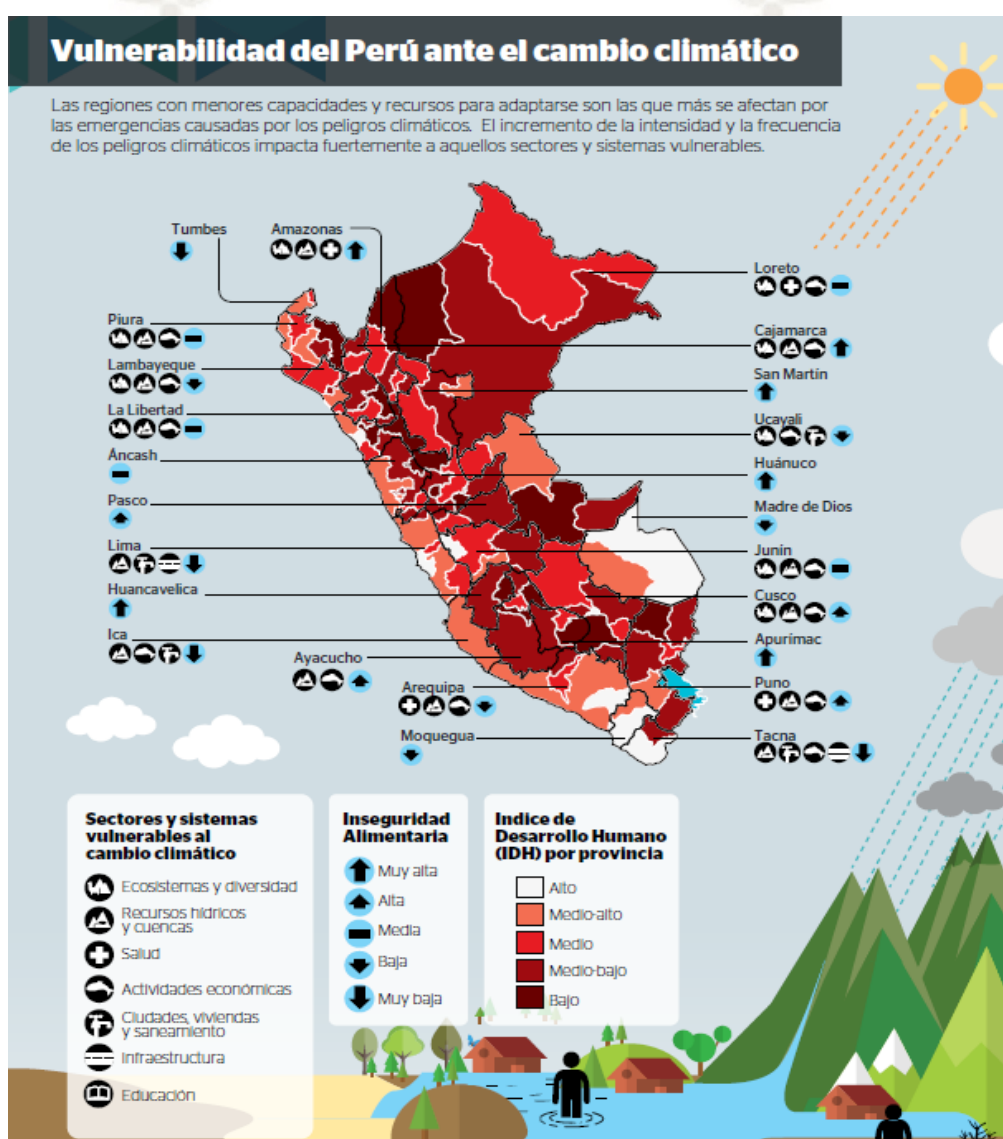 Vulnerabilidad del Perú ante el cambio climático
Las regiones con menores capacidades y recursos para adaptarse son las que más se afectan por
las emergencias causadas por los peligros climáticos. El incremento de la intensidad y la frecuencia
de los peligros climáticos impacta fuertemente a aquellos sectores y sistemas vulnerables.
Tumbes
Amazonas
Piura
Lambayeque
La Libertad
Áncash
Pasco
Lima
Huancavelica
Ica
Ayacucho
Arequipa
Moquegua
Loreto
Cajamarca
San Martín
Ucayali
Huánuco
Madre de Dios
Junín
Cusco
Apurímac
Puno
Tacna
Sectores y sistemas
vulnerables al
cambio climático
Ecosistemas y diversidad
Recursos hídricos
y cuencas
Salud
Actividades económicas
Ciudades, viviendas
y saneamiento
Infraestructura
Educación
Inseguridad
Alimentaria
Muy alta
Alta
Media
Baja
Muy baja
Indice de
Desarrollo Humano
(IDH) por provincia
Alto
Medio-alto
Medio
Medio-bajo
Bajo